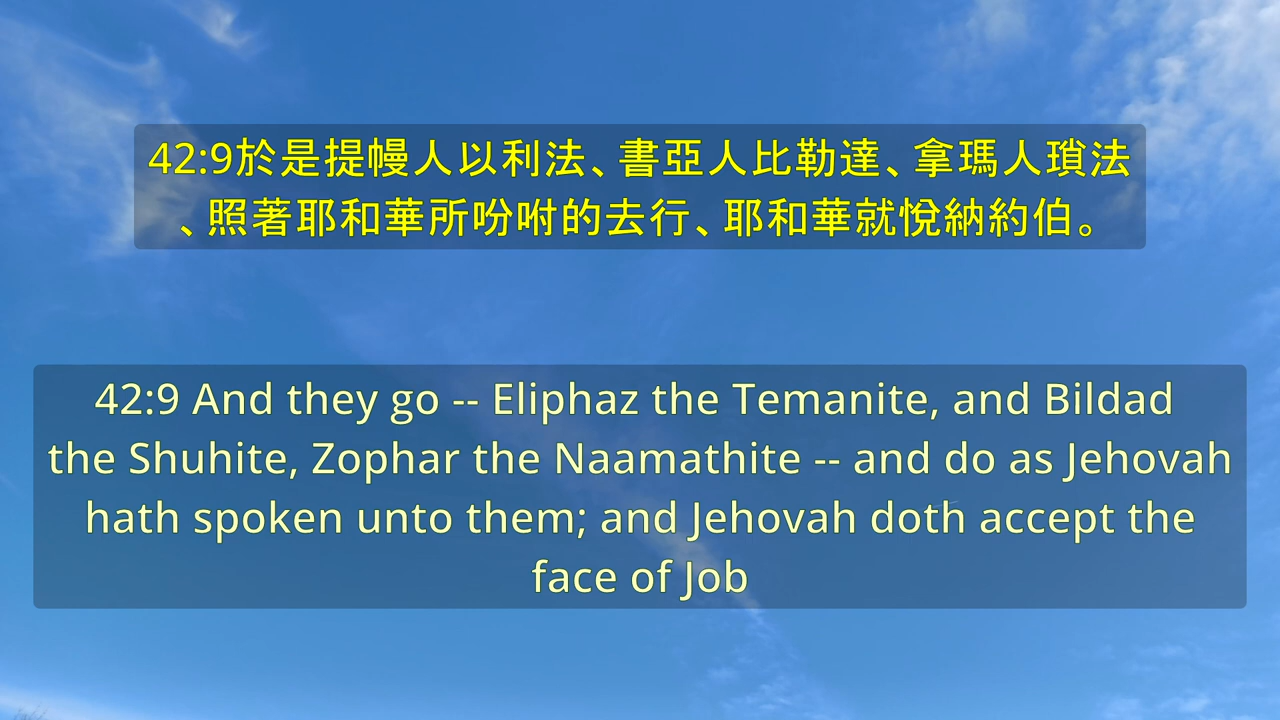 42:9於是提幔人以利法、書亞人比勒達、拿瑪人瑣法
、照著耶和華所吩咐的去行、耶和華就悅納約伯。
42:9 And they go -- Eliphaz the Temanite, and Bildad
the Shuhite, Zophar the Naamathite -- and do as Jehovah
hath spoken unto them; and Jehovah doth accept the
face of Job